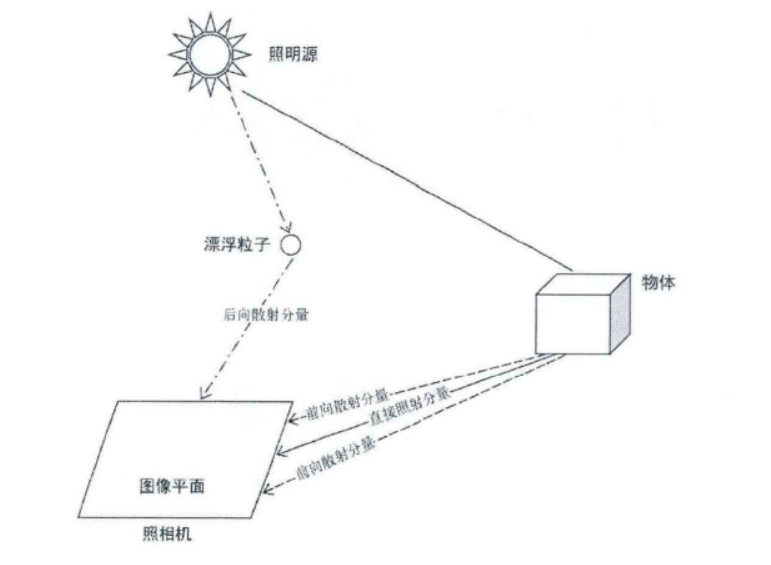 照明源
漂浮粒子
物体
后向散射分量
前向散射分量
直接照射分量
前向散射分量
图像平面
照相机